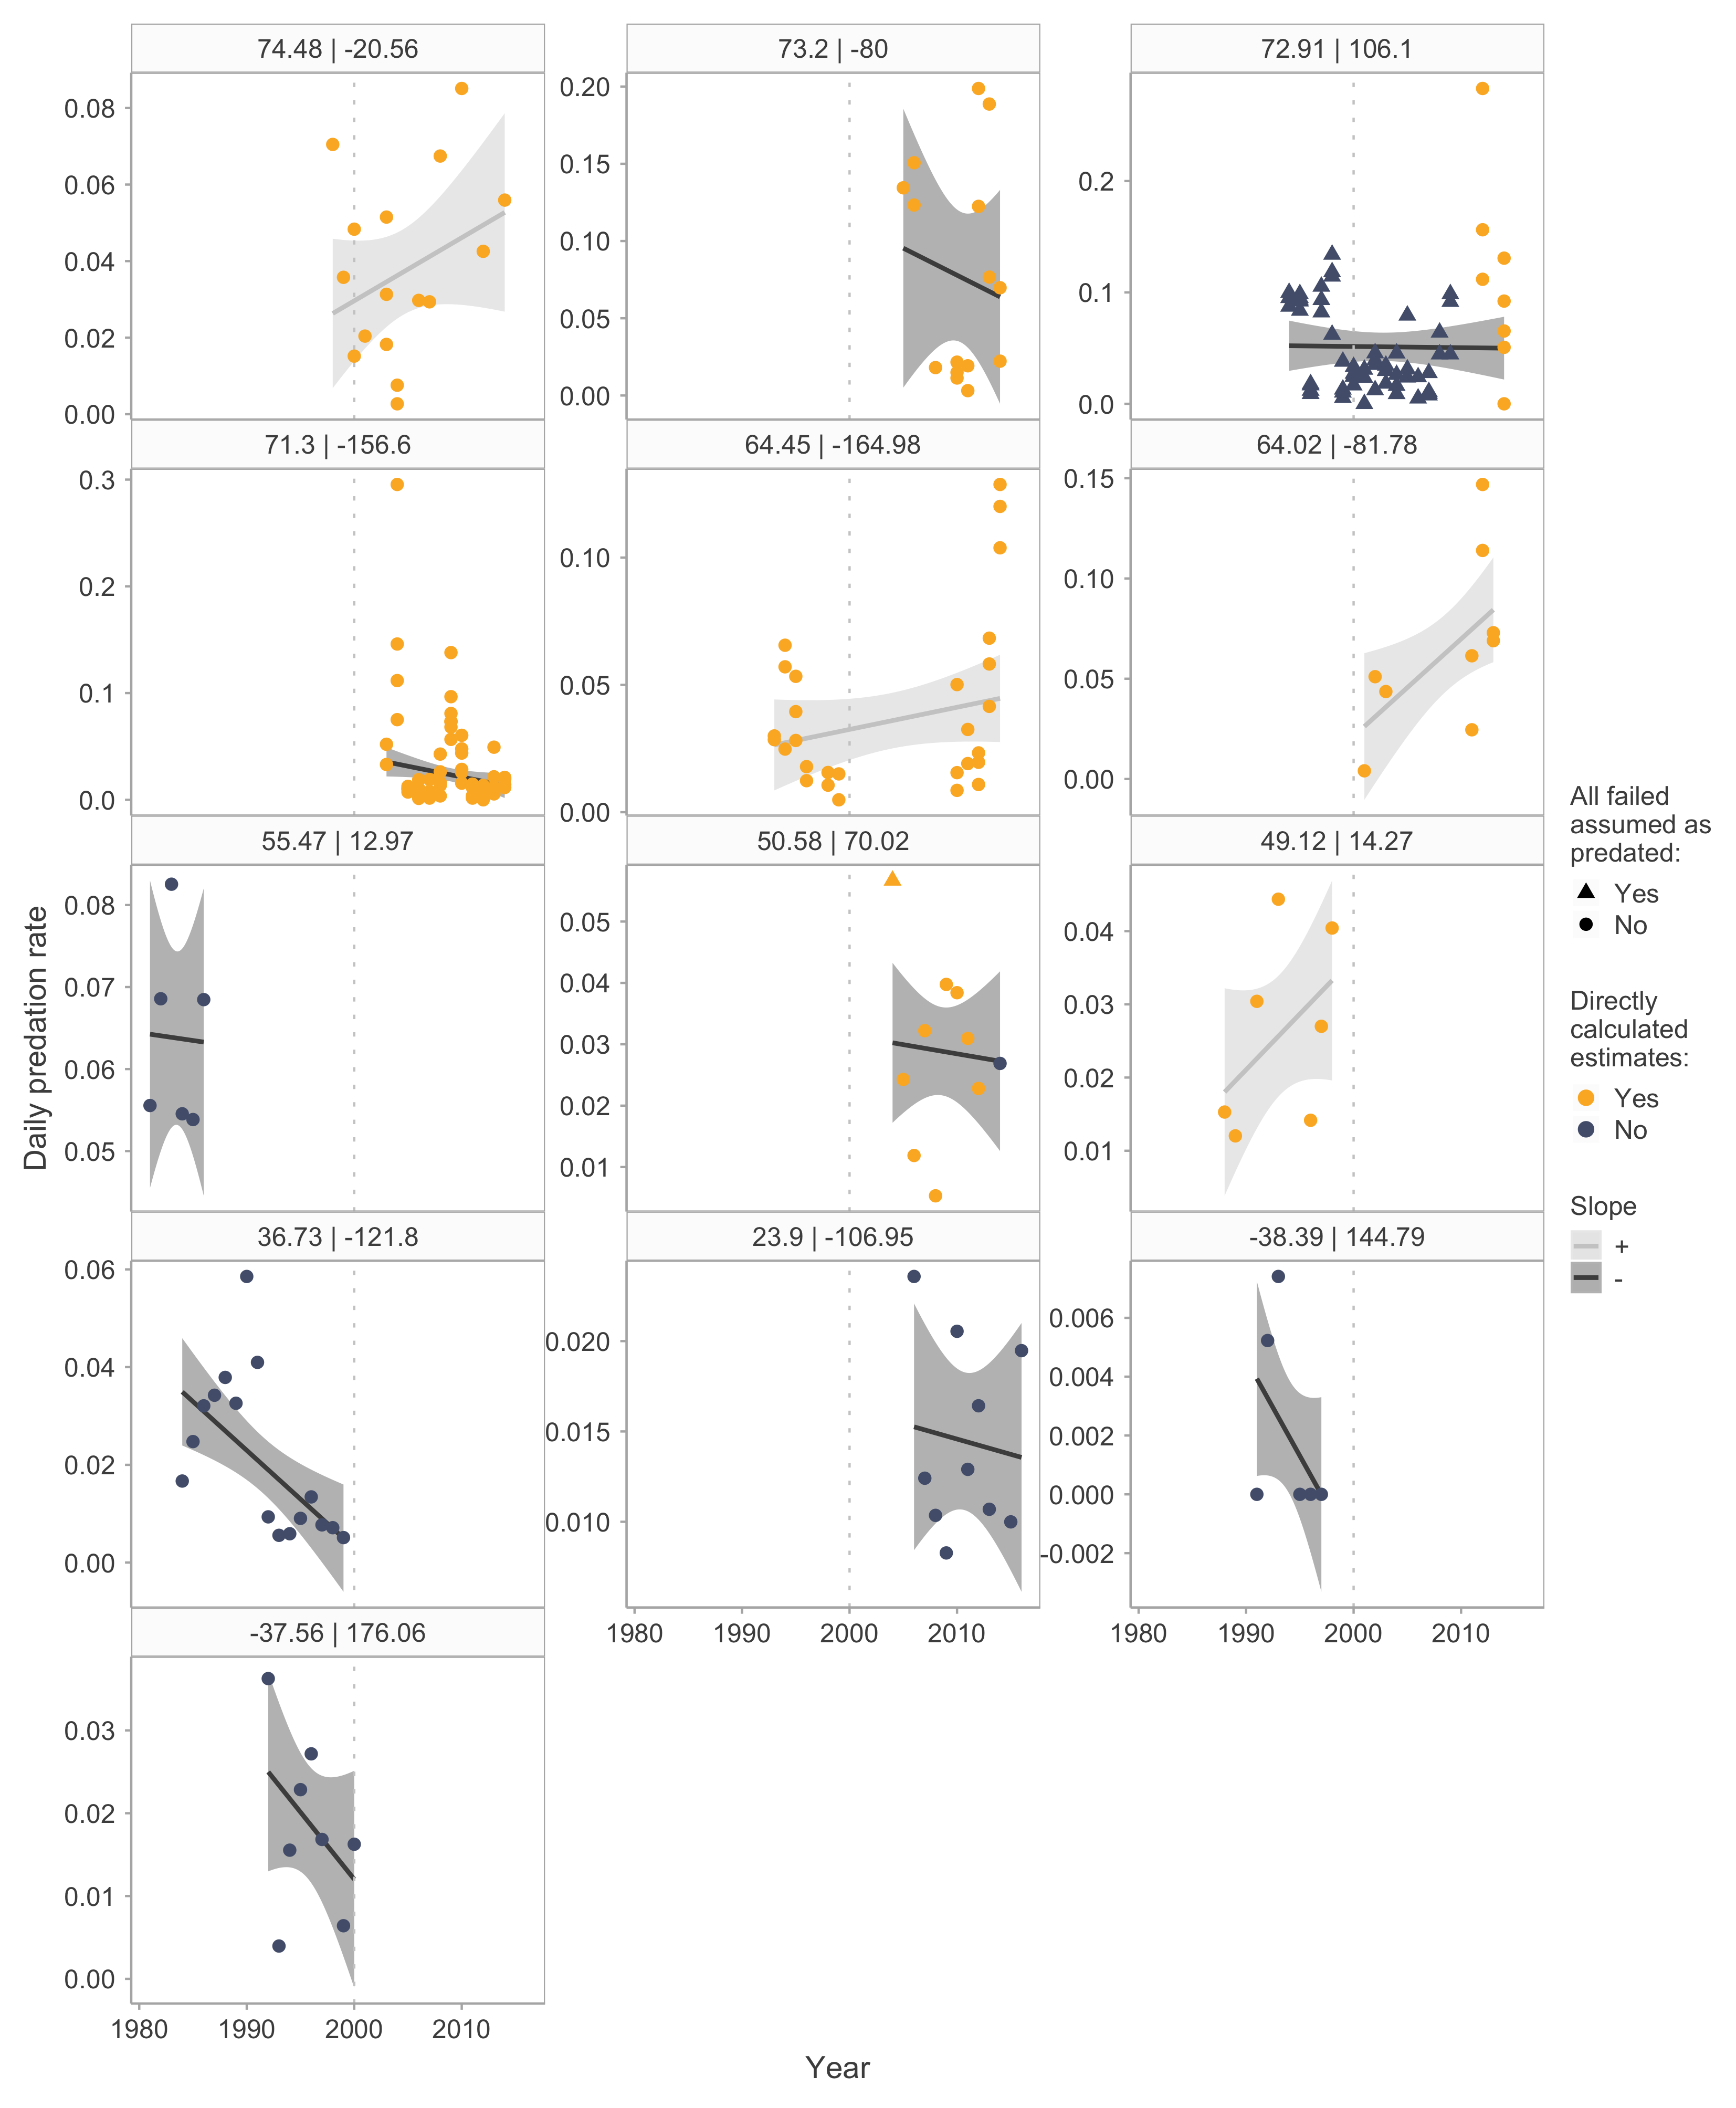 74.48 | -20.56
73.2 | -80
72.91 | 106.1
0.08
0.06
0.04
0.02
0.00
0.20
0.15
0.10
0.05
0.00
0.2
0.1
0.0
71.3 | -156.6
64.45 | -164.98
64.02 | -81.78
0.3
0.2
0.1
0.0
0.10
0.05
0.00
0.15
0.10
0.05
0.00
55.47 | 12.97
50.58 | 70.02
49.12 | 14.27
0.08
0.07
0.06
0.05
0.05
0.04
0.03
0.02
0.01
0.04
0.03
0.02
0.01
36.73 | -121.8
23.9 | -106.95
-38.39 | 144.79
0.06
0.04
0.02
0.00
0.020
0.015
0.010
0.006
0.004
0.002
0.000
-0.002
1980 1990 2000 2010
1980 1990 2000 2010
-37.56 | 176.06
0.03
0.02
0.01
0.00
1980 1990 2000 2010
Year
Daily predation rate
All failed
assumed as
predated:
Yes
No
Directly
calculated
estimates:
Yes
No
Slope
+
-